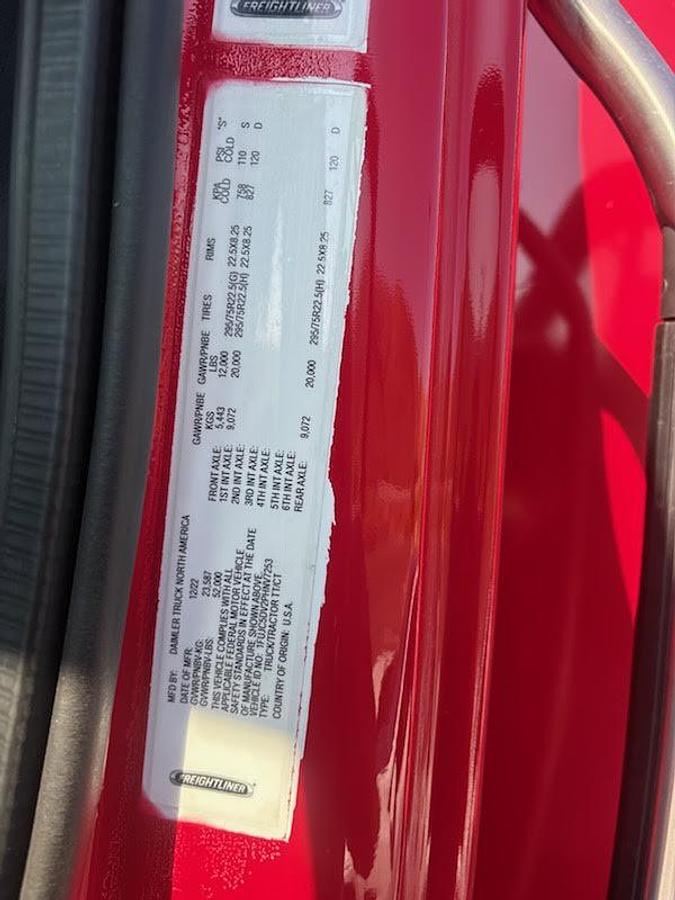 FREIGHTLINER
MFD BY: DAIMLER TRUCK NORTH AMERICA
DATE OF MFR: 12/22
GVWR/PNBV-KG: 23,587
GVWR/PNBV-LBS: 52,000
THIS VEHICLE COMPLIES WITH ALL
APPLICABLE FEDERAL MOTOR VEHICLE
SAFETY STANDARDS IN EFFECT AT THE DATE
OF MANUFACTURE SHOWN ABOVE.
VEHICLE ID NO:
TYPE: TRUCK/TRACTOR TT/CT
COUNTRY OF ORIGIN: U.S.A.
GAWR/PNBE GAWR/PNBE TIRES RIMS KPA PSI "S"
KGS LBS COLD COLD
FRONT AXLE: 5,443 12,000 295/75R22.5(G) 22.5X8.25 758 110 S
1ST INT AXLE: 9,072 20,000 295/75R22.5(H) 22.5X8.25 827 120 D
2ND INT AXLE:
3RD INT AXLE:
4TH INT AXLE:
5TH INT AXLE:
6TH INT AXLE:
REAR AXLE: 9,072 20,000 295/75R22.5(H) 22.5X8.25 827 120 D
FREIGHTLINER